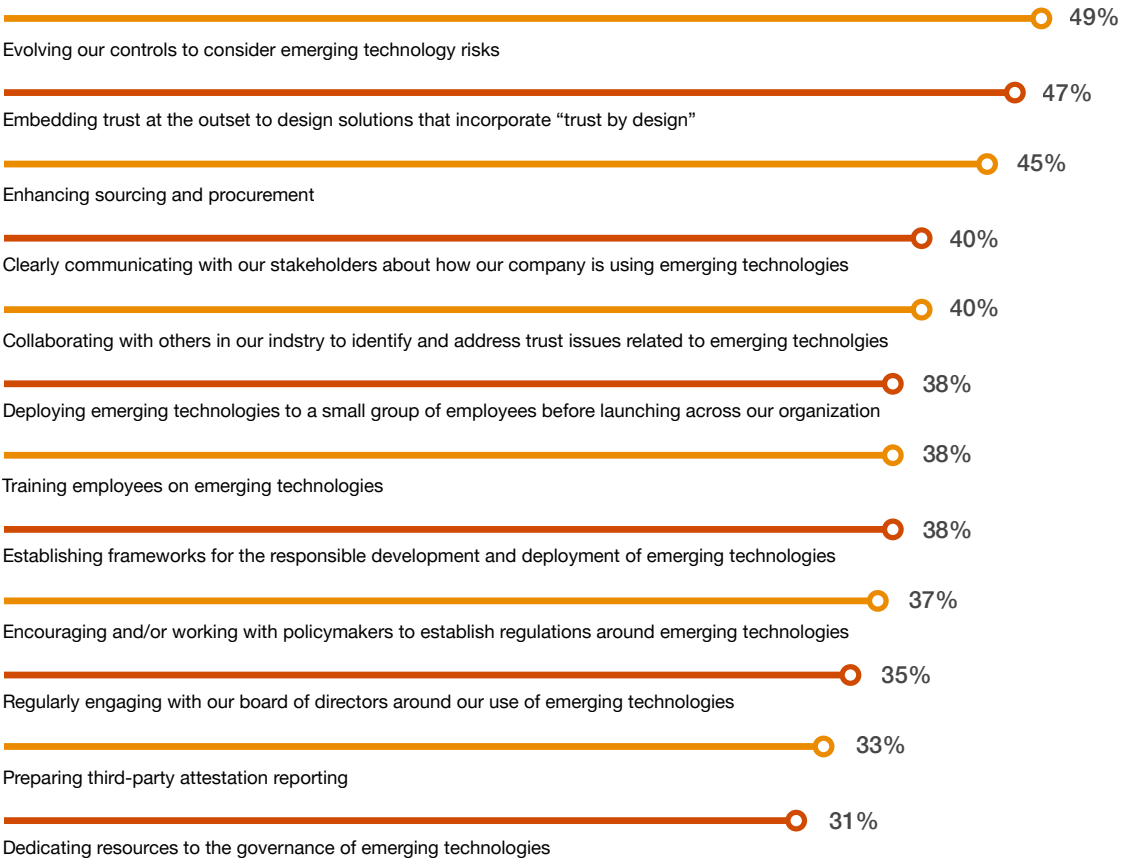 49%
Evolving our controls to consider emerging technology risks
47%
Embedding trust at the outset to design solutions that incorporate “trust by design”
45%
Enhancing sourcing and procurement
40%
Clearly communicating with our stakeholders about how our company is using emerging technologies
40%
Collaborating with others in our indstry to identify and address trust issues related to emerging technolgies
38%
Deploying emerging technologies to a small group of employees before launching across our organization
38%
Training employees on emerging technologies
38%
Establishing frameworks for the responsible development and deployment of emerging technologies
37%
Encouraging and/or working with policymakers to establish regulations around emerging technologies
35%
Regularly engaging with our board of directors around our use of emerging technologies
33%
Preparing third-party attestation reporting
31%
Dedicating resources to the governance of emerging technologies